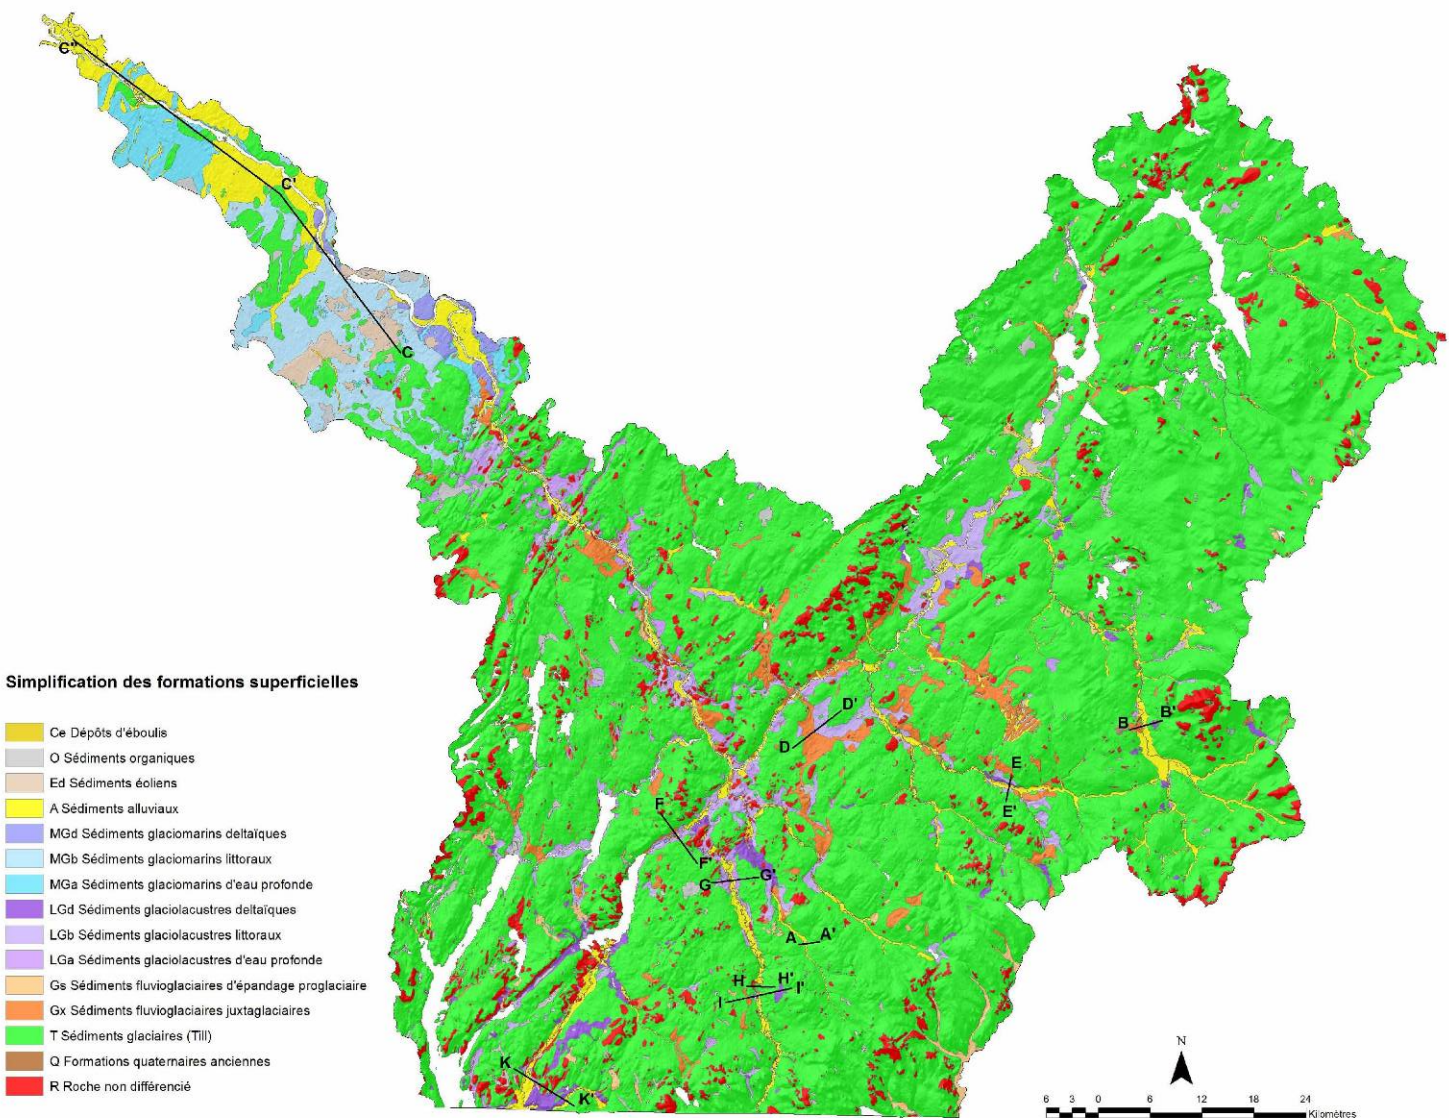 C"
C'
C
D'
D
B
B'
E
E'
F
F'
G
G'
A
A'
H
H'
I
I'
K
K'
Simplification des formations superficielles
Ce Dépôts d'éboulis
O Sédiments organiques
Ed Sédiments éoliens
A Sédiments alluviaux
MGd Sédiments glaciomarins deltaïques
MGb Sédiments glaciomarins littoraux
MGa Sédiments glaciomarins d'eau profonde
LGd Sédiments glaciolacustres deltaïques
LGb Sédiments glaciolacustres littoraux
LGa Sédiments glaciolacustres d'eau profonde
Gs Sédiments fluvioglaciaires d'épandage proglaciaire
Gx Sédiments fluvioglaciaires juxtaglaciaires
T Sédiments glaciaires (Till)
Q Formations quaternaires anciennes
R Roche non différencié
N
6 3 0 6 12 18 24
Kilomètres